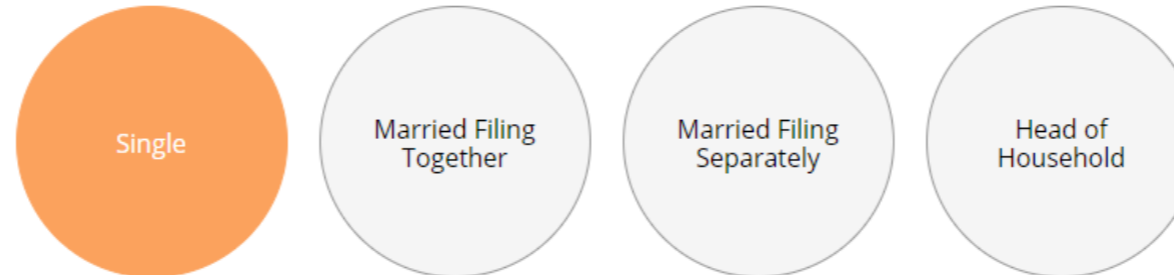 Single
Married Filing
Together
Married Filing
Separately
Head of
Household